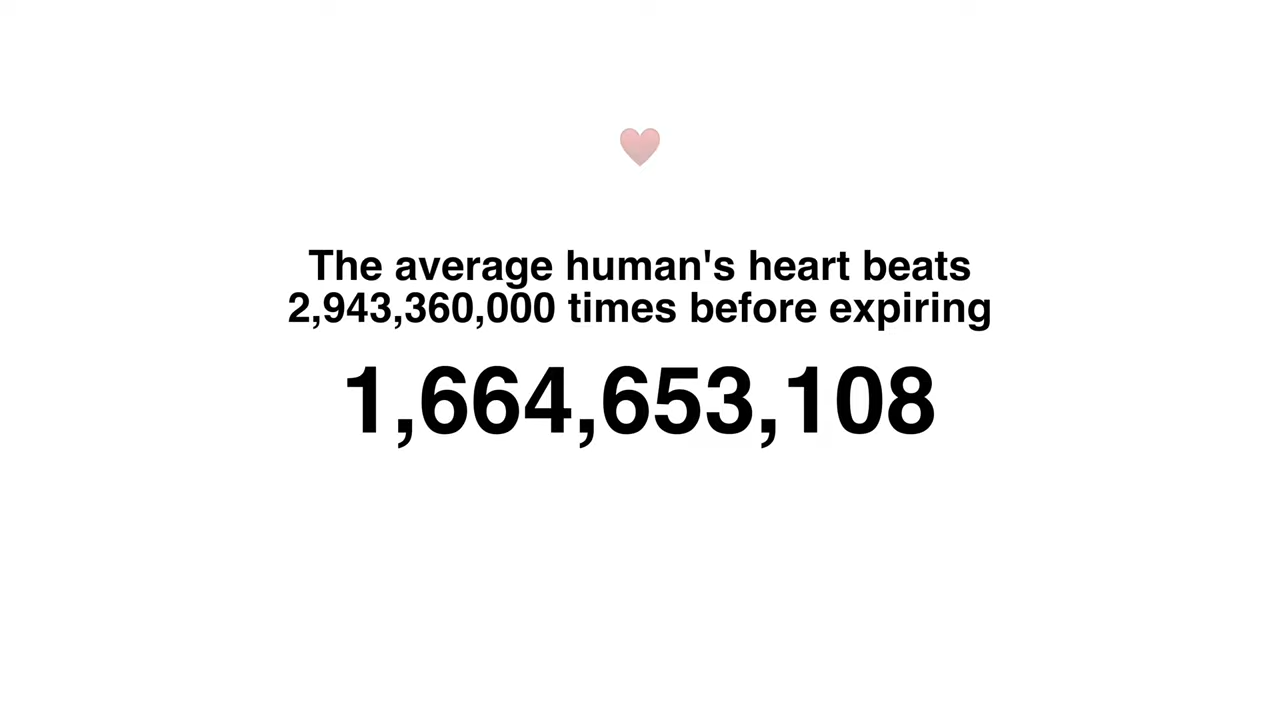 The average human's heart beats
2,943,360,000 times before expiring
1,664,653,108